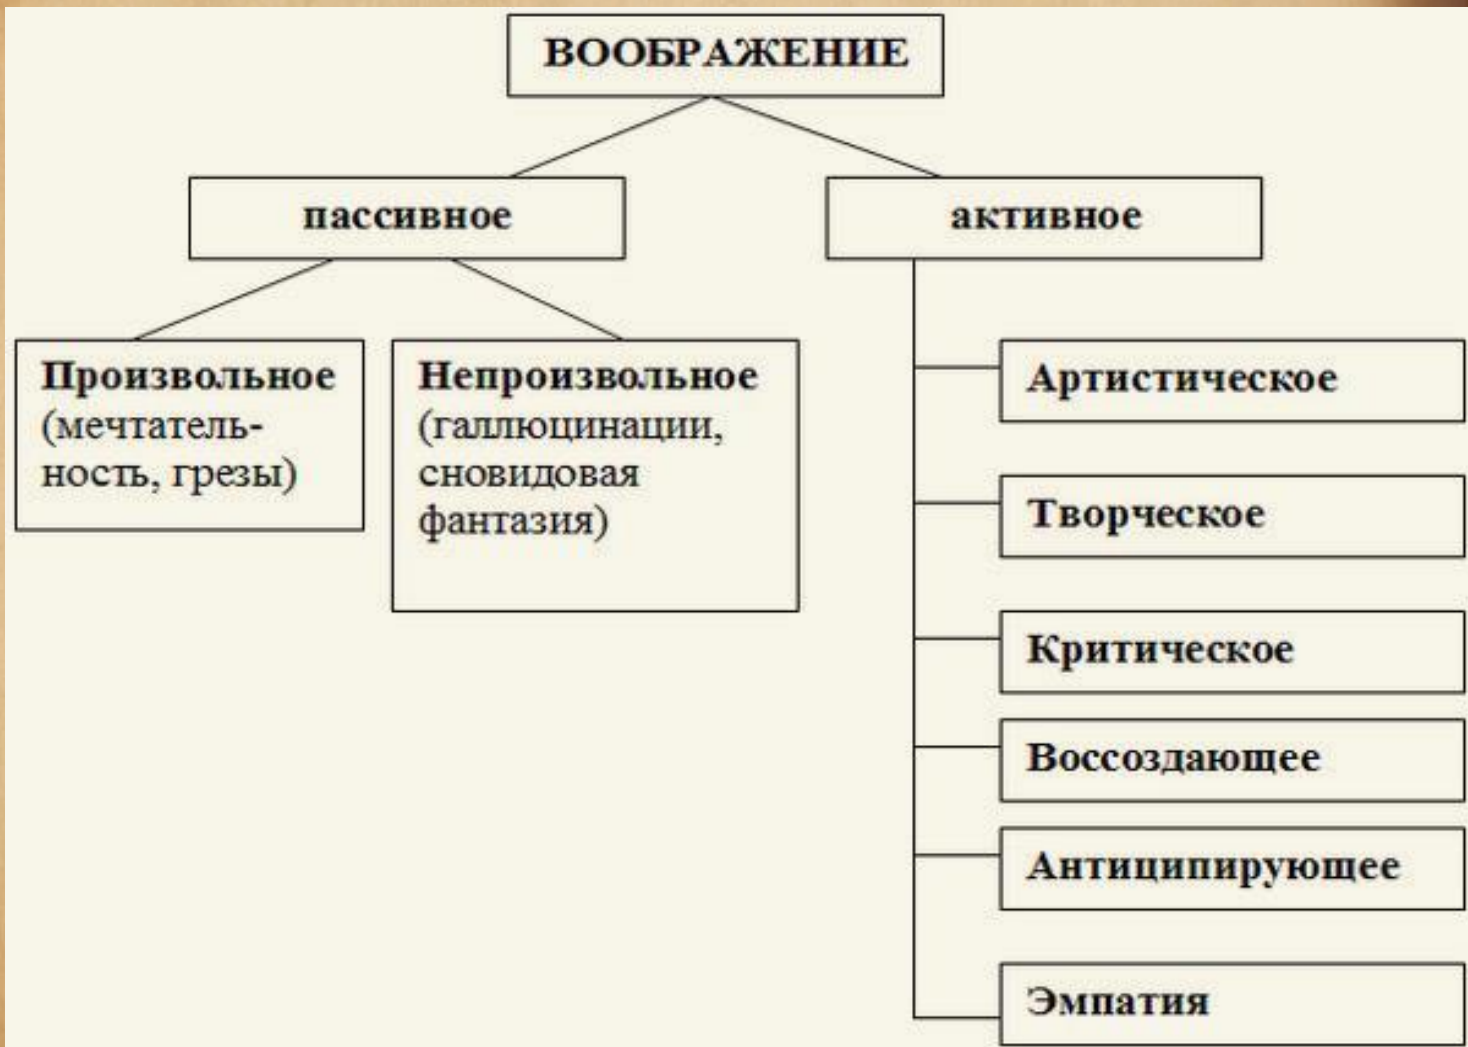 ВООБРАЖЕНИЕ
пассивное
активное
Произвольное
(мечтатель-
ность, грезы)
Непроизвольное
(галлюцинации,
сновидовая
фантазия)
Артистическое
Творческое
Критическое
Воссоздающее
Антиципирующее
Эмпатия